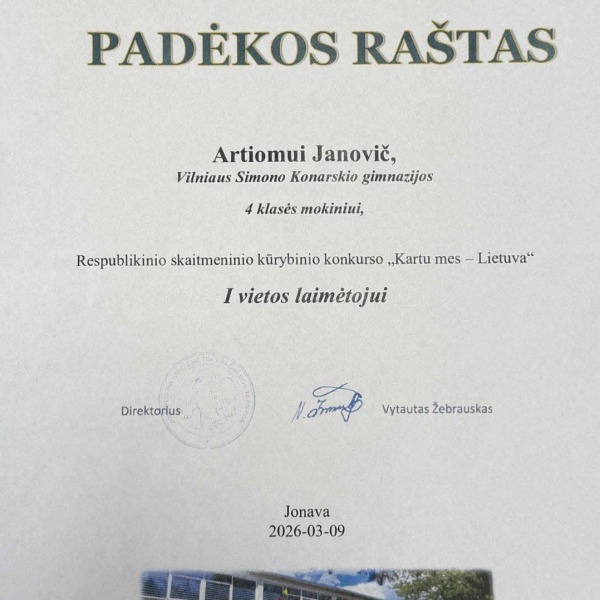 PADĖKOS RAŠTAS
Artiomui Janovič,
Vilniaus Simono Konarskio gimnazijos
4 klasės mokiniui,
Respublikinio skaitmeninio kūrybinio konkurso „Kartu mes – Lietuva“
I vietos laimėtojui
Direktorius
Vytautas Žebrauskas
Jonava
2026-03-09